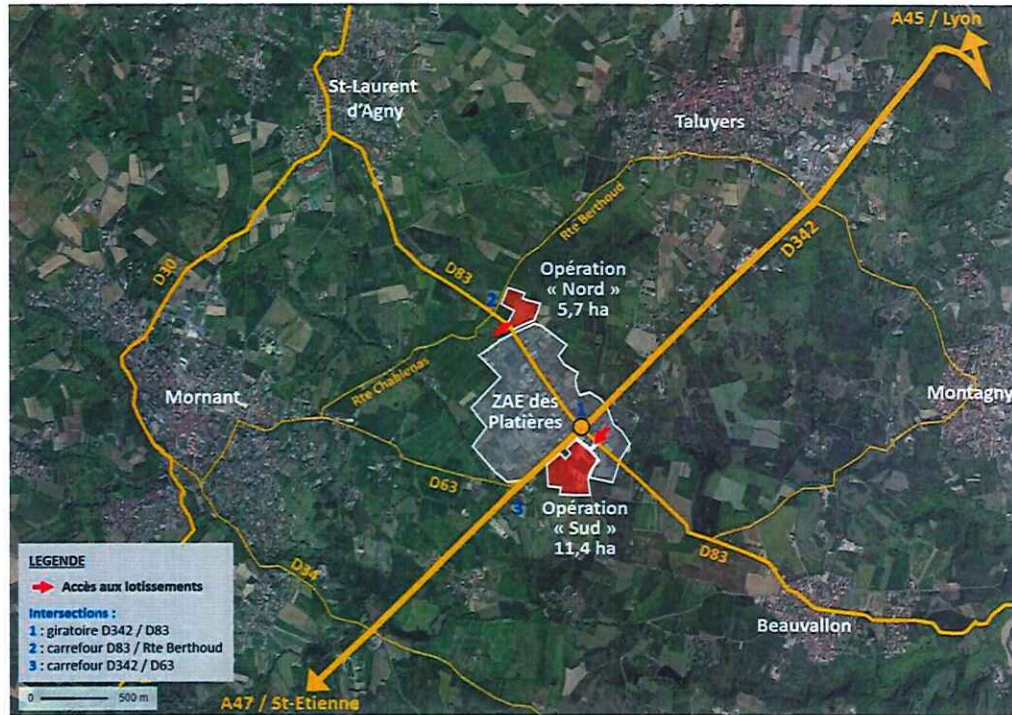 A45 / Lyon
St-Laurent
d'Agny
Taluyers
Rte Berthoud
D30
D83
D342
Opération
« Nord »
5,7 ha
2
Rte Chablenas
Mornant
ZAE des
Platières
1
Montagny
D63
3
Opération
« Sud »
11,4 ha
D83
D34
Beauvallon
LEGENDE
Accès aux lotissements
Intersections :
1 : giratoire D342 / D83
2 : carrefour D83 / Rte Berthoud
3 : carrefour D342 / D63
0 500 m
A47 / St-Etienne